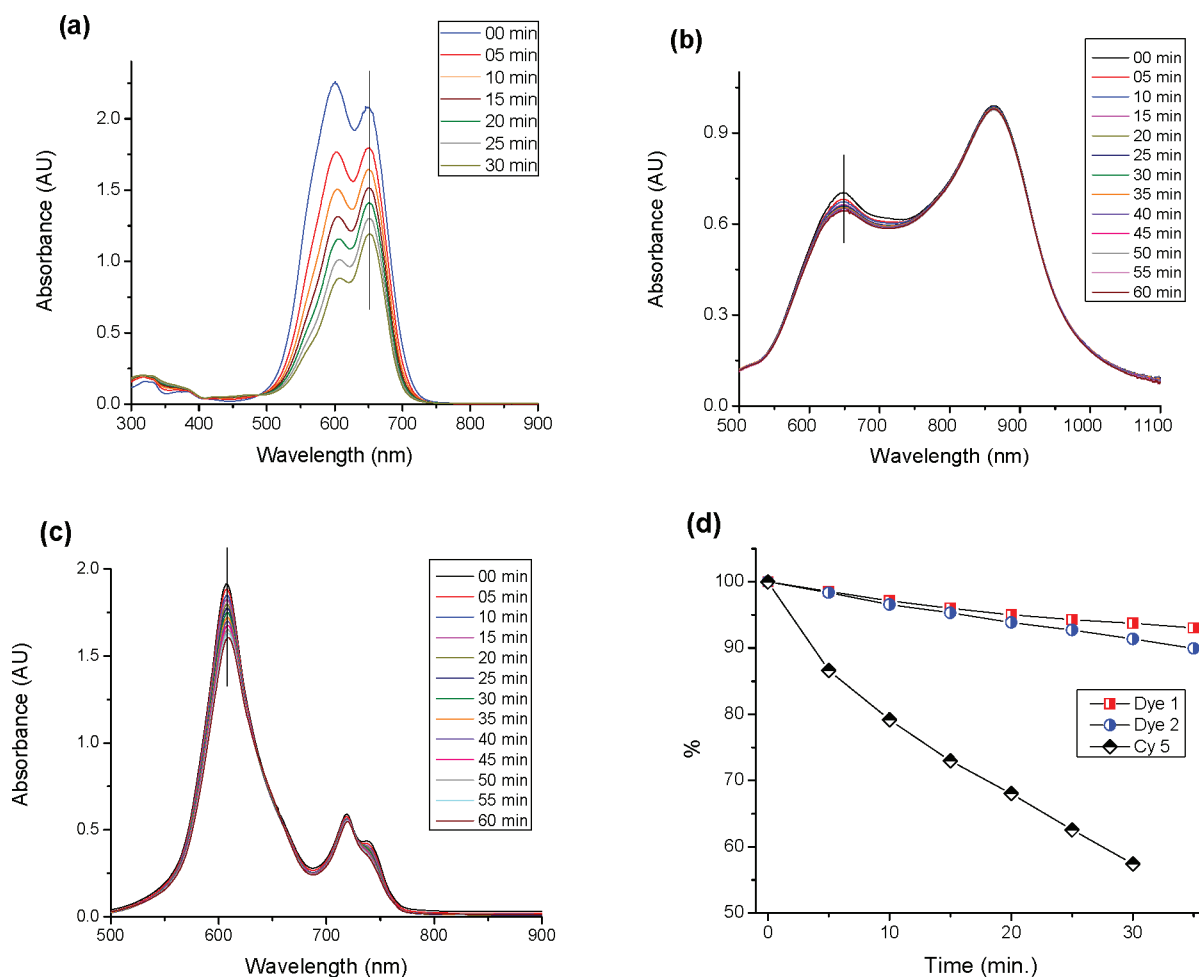 (a)
00 min
05 min
10 min
15 min
20 min
25 min
30 min
2.0
1.5
1.0
0.5
0.0
Absorbance (AU)
300 400 500 600 700 800 900
Wavelength (nm)
(b)
00 min
05 min
10 min
15 min
20 min
25 min
30 min
35 min
40 min
45 min
50 min
55 min
60 min
0.9
0.6
0.3
0.0
Absorbance (AU)
500 600 700 800 900 1000 1100
Wavelength (nm)
(c)
00 min
05 min
10 min
15 min
20 min
25 min
30 min
35 min
40 min
45 min
50 min
55 min
60 min
2.0
1.5
1.0
0.5
0.0
Absorbance (AU)
500 600 700 800 900
Wavelength (nm)
(d)
100
90
80
70
60
50
%
Dye 1
Dye 2
Cy 5
0 10 20 30
Time (min.)